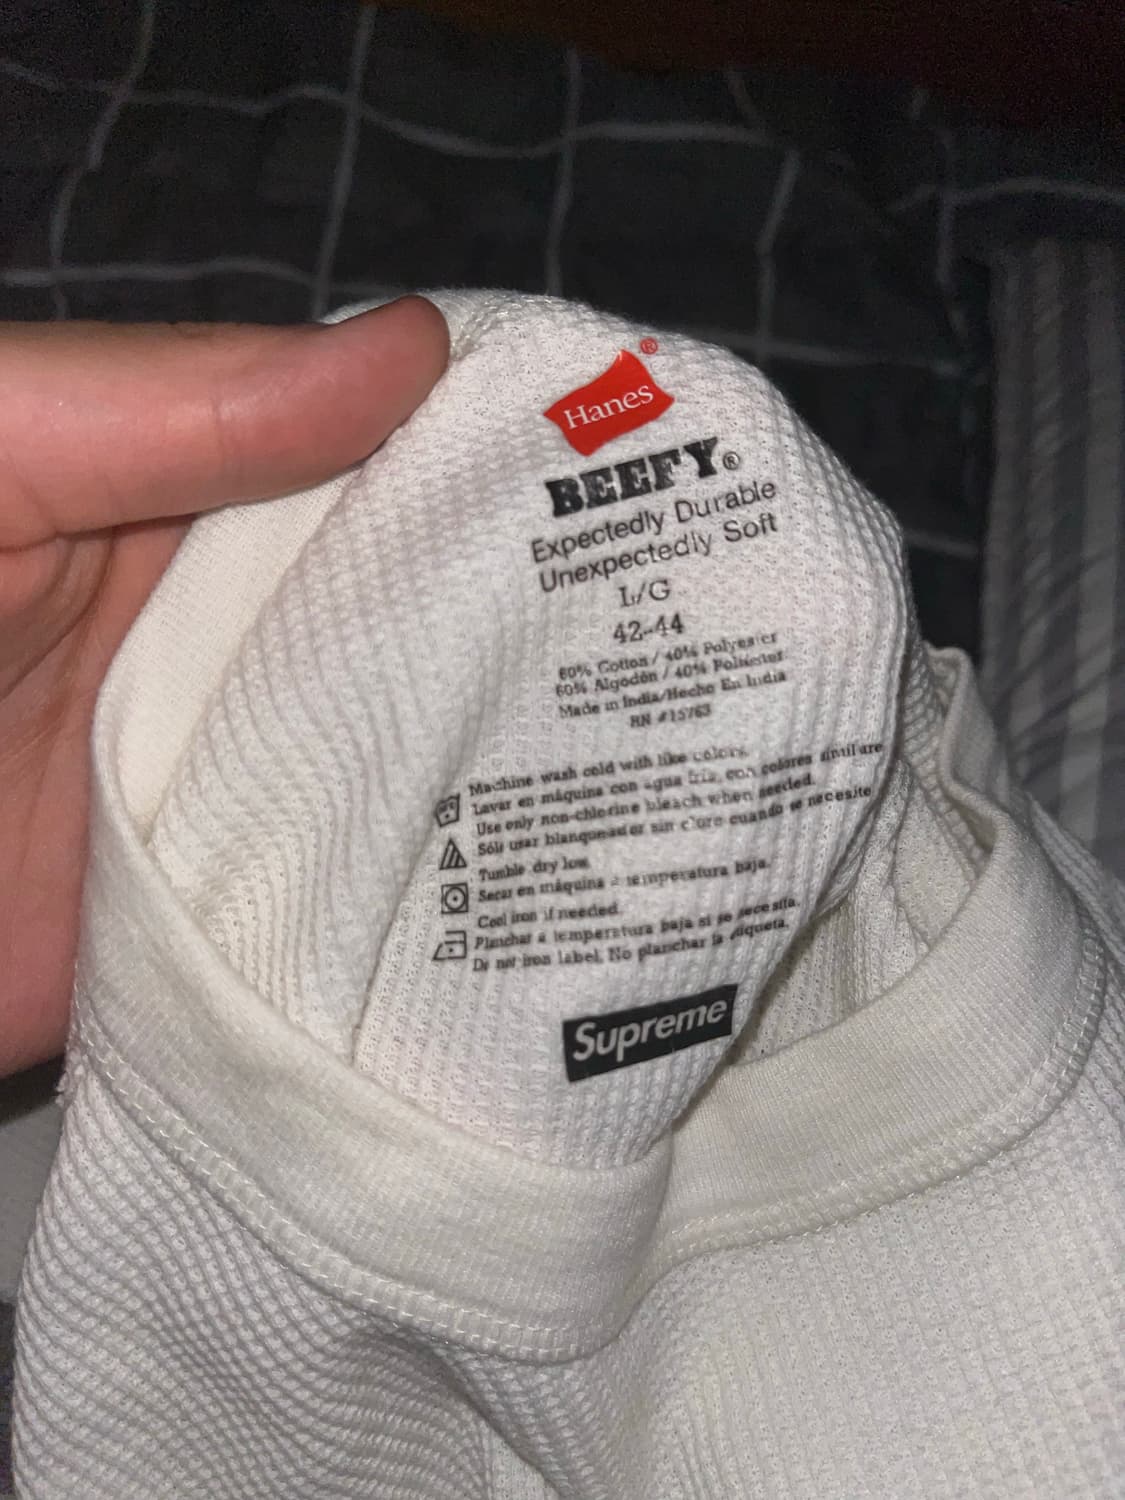 Hanes®
BEEFY®
Expectedly Durable
Unexpectedly Soft
L/G
42-44
60% Cotton / 40% Polyester
60% Algodón / 40% Poliéster
Made in India/Hecho En India
RN #15763
Machine wash cold with like colors.
Lavar en máquina con agua fría, con colores similare
Use only non-chlorine bleach when needed.
Sólo usar blanqueador sin cloro cuando se necesite
Tumble dry low
Secar en máquina a temperatura baja.
Cool iron if needed.
Planchar a temperatura baja si se necesita.
Do not iron label. No planchar la etiqueta.
Supreme